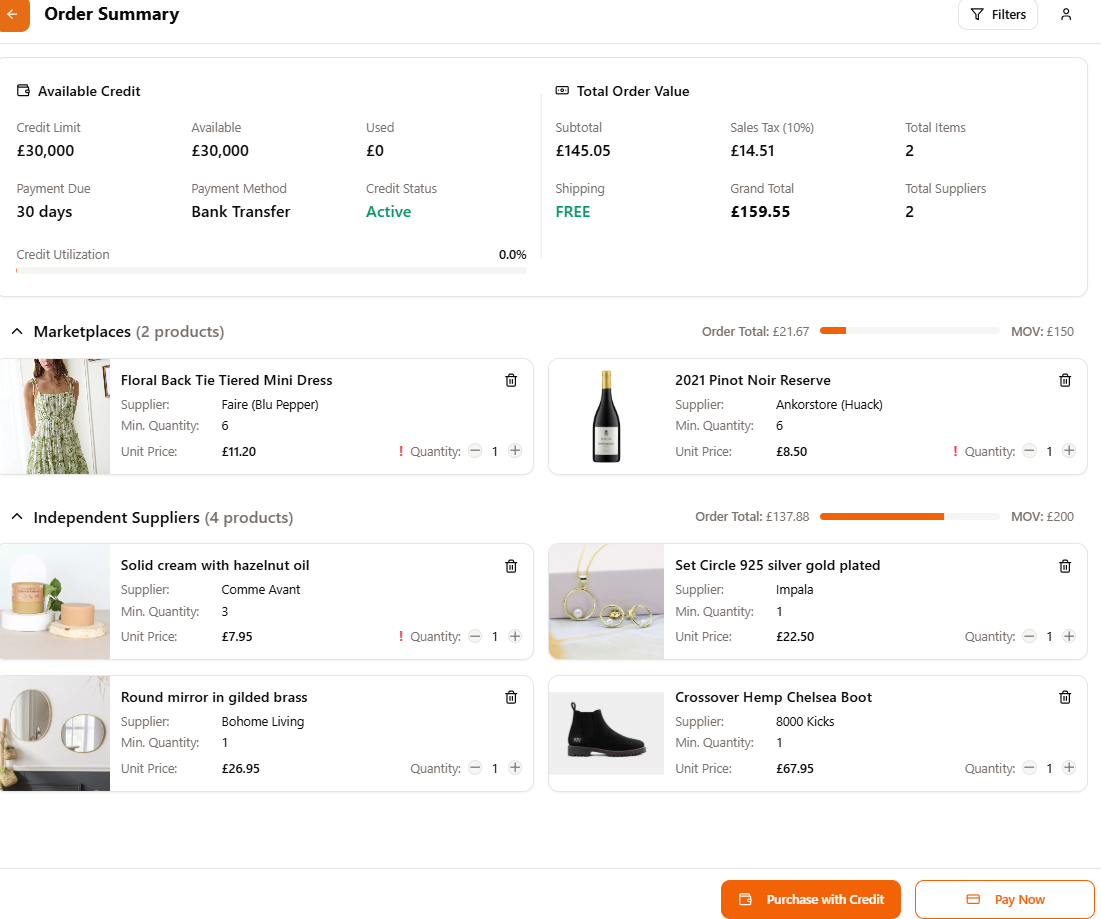 Order Summary
Filters
Available Credit
Credit Limit
£30,000
Available
£30,000
Used
£0
Payment Due
30 days
Payment Method
Bank Transfer
Credit Status
Active
Credit Utilization
0.0%
Total Order Value
Subtotal
£145.05
Sales Tax (10%)
£14.51
Total Items
2
Shipping
FREE
Grand Total
£159.55
Total Suppliers
2
Marketplaces (2 products)
Order Total: £21.67
MOV: £150
Floral Back Tie Tiered Mini Dress
Supplier: Faire (Blu Pepper)
Min. Quantity: 6
Unit Price: £11.20
! Quantity: − 1 +
2021 Pinot Noir Reserve
Supplier: Ankorstore (Huack)
Min. Quantity: 6
Unit Price: £8.50
! Quantity: − 1 +
Independent Suppliers (4 products)
Order Total: £137.88
MOV: £200
Solid cream with hazelnut oil
Supplier: Comme Avant
Min. Quantity: 3
Unit Price: £7.95
! Quantity: − 1 +
Set Circle 925 silver gold plated
Supplier: Impala
Min. Quantity: 1
Unit Price: £22.50
Quantity: − 1 +
Round mirror in gilded brass
Supplier: Bohome Living
Min. Quantity: 1
Unit Price: £26.95
Quantity: − 1 +
Crossover Hemp Chelsea Boot
Supplier: 8000 Kicks
Min. Quantity: 1
Unit Price: £67.95
Quantity: − 1 +
Purchase with Credit
Pay Now